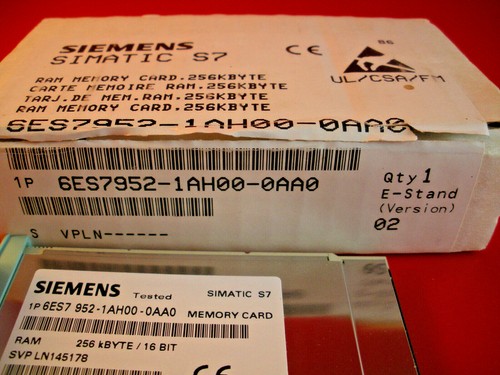 SIEMENS
SIMATIC S7
CE
UL/CSA/FM
RAM MEMORY CARD.256KBYTE
CARTE MEMOIRE RAM.256KBYTE
TARJ.DE MEM.RAM.256KBYTE
RAM MEMORY CARD.256KBYTE
6ES7952-1AH00-0AA0
1P 6ES7952-1AH00-0AA0
Qty 1
E-Stand
(Version)
02
S VPLN------
SIEMENS Tested SIMATIC S7
1P 6ES7 952-1AH00-0AA0 MEMORY CARD
RAM 256 kBYTE / 16 BIT
SVP LN145178
CE